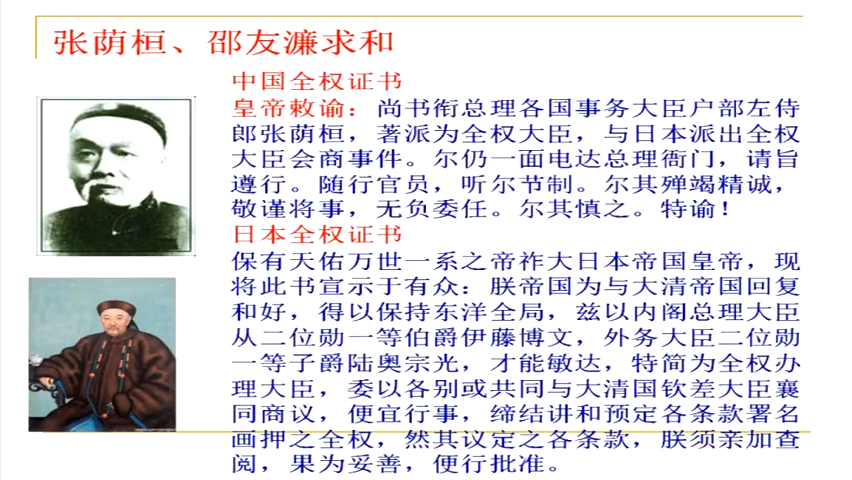 张荫桓、邵友濂求和
中国全权证书
皇帝敕谕：尚书衔总理各国事务大臣户部左侍
郎张荫桓，著派为全权大臣，与日本派出全权
大臣会商事件。尔仍一面电达总理衙门，请旨
遵行。随行官员，听尔节制。尔其殚竭精诚，
敬谨将事，无负委任。尔其慎之。特谕！
日本全权证书
保有天佑万世一系之帝祚大日本帝国皇帝，现
将此书宣示于有众：朕帝国为与大清帝国回复
和好，得以保持东洋全局，兹以内阁总理大臣
从二位勋一等伯爵伊藤博文，外务大臣二位勋
一等子爵陆奥宗光，才能敏达，特简为全权办
理大臣，委以各别或共同与大清国钦差大臣襄
同商议，便宜行事，缔结讲和预定各条款署名
画押之全权，然其议定之各条款，朕须亲加查
阅，果为妥善，便行批准。